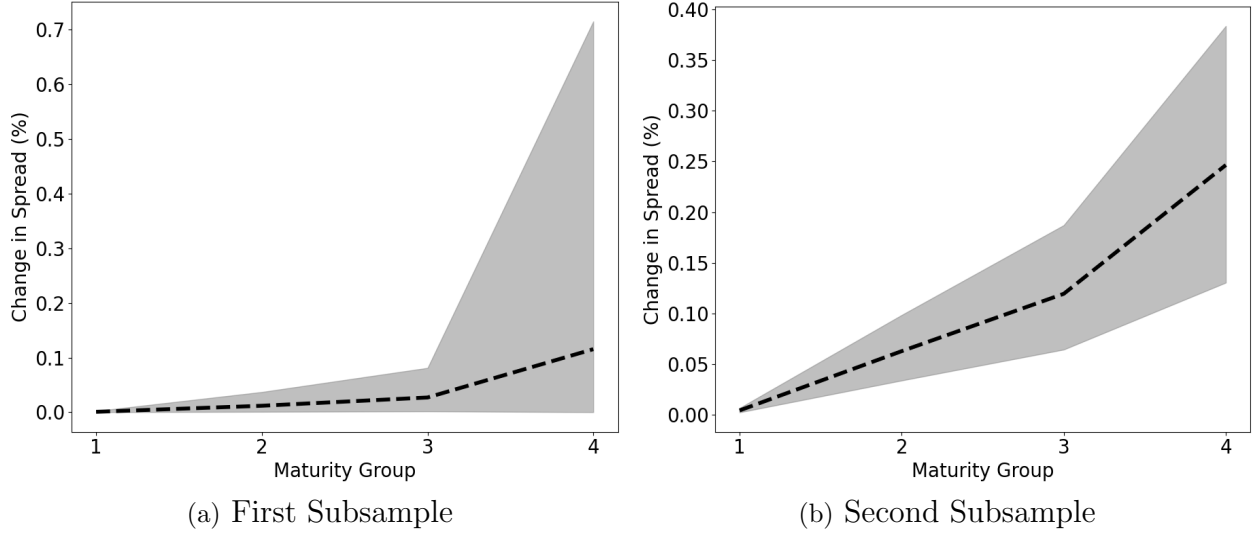 0.7
0.6
0.5
0.4
0.3
0.2
0.1
0.0
Change in Spread (%)
1 2 3 4
Maturity Group
(a) First Subsample
0.40
0.35
0.30
0.25
0.20
0.15
0.10
0.05
0.00
Change in Spread (%)
1 2 3 4
Maturity Group
(b) Second Subsample